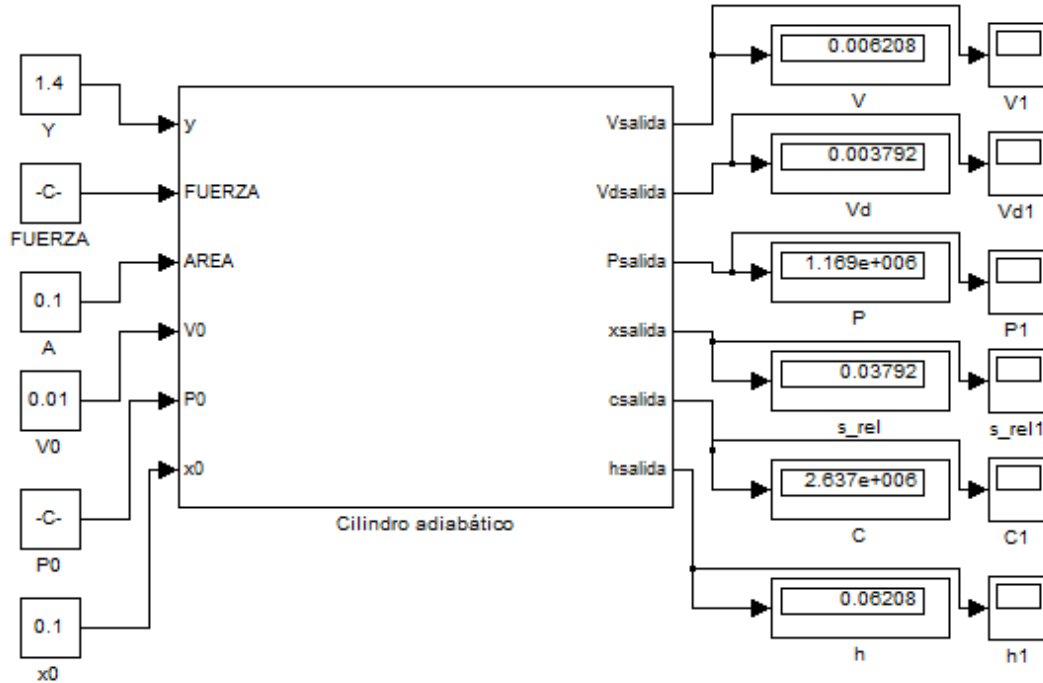 1.4
Y
-C-
FUERZA
0.1
A
0.01
V0
-C-
P0
0.1
x0
y
FUERZA
AREA
V0
P0
x0
Vsalida
Vdsalida
Psalida
xsalida
csalida
hsalida
Cilindro adiabático
0.006208
V
V1
0.003792
Vd
Vd1
1.169e+006
P
P1
0.03792
s_rel
s_rel1
2.637e+006
C
C1
0.06208
h
h1